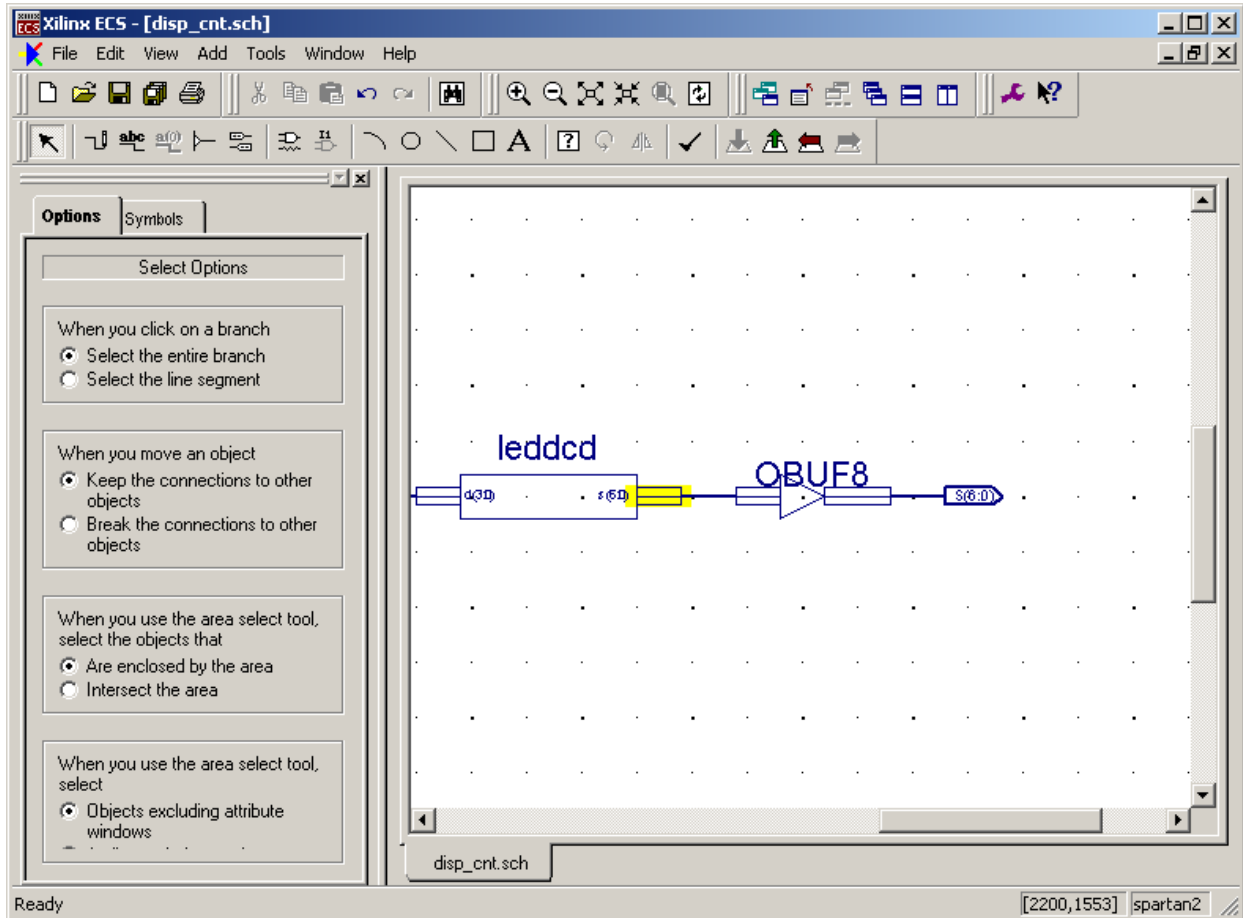 Xilinx ECS - [disp_cnt.sch]
File Edit View Add Tools Window Help
abc
A
Options Symbols
Select Options
When you click on a branch
Select the entire branch
Select the line segment
When you move an object
Keep the connections to other
objects
Break the connections to other
objects
When you use the area select tool,
select the objects that
Are enclosed by the area
Intersect the area
When you use the area select tool,
select
Objects excluding attribute
windows
leddcd
d(3:0) s(6:0)
OBUF8
S(6:0)
disp_cnt.sch
Ready [2200,1553] spartan2